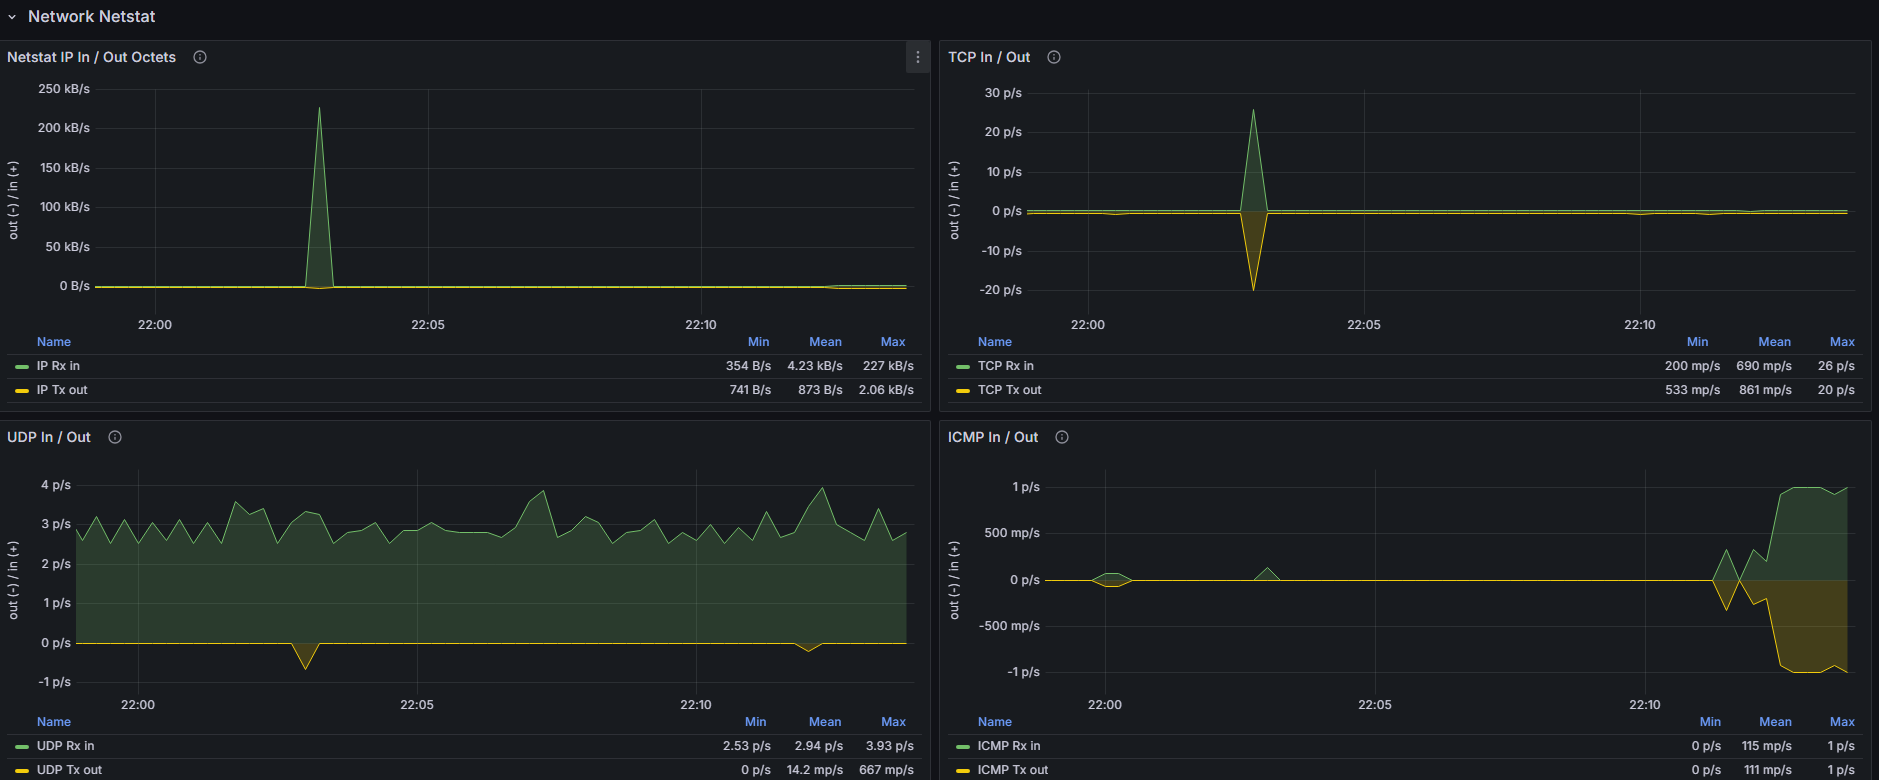 Network Netstat
Netstat IP In / Out Octets
250 kB/s
200 kB/s
150 kB/s
100 kB/s
50 kB/s
0 B/s
out (-) / in (+)
22:00 22:05 22:10
Name Min Mean Max
IP Rx in 354 B/s 4.23 kB/s 227 kB/s
IP Tx out 741 B/s 873 B/s 2.06 kB/s
TCP In / Out
30 p/s
20 p/s
10 p/s
0 p/s
-10 p/s
-20 p/s
out (-) / in (+)
22:00 22:05 22:10
Name Min Mean Max
TCP Rx in 200 mp/s 690 mp/s 26 p/s
TCP Tx out 533 mp/s 861 mp/s 20 p/s
UDP In / Out
4 p/s
3 p/s
2 p/s
1 p/s
0 p/s
-1 p/s
out (-) / in (+)
22:00 22:05 22:10
Name Min Mean Max
UDP Rx in 2.53 p/s 2.94 p/s 3.93 p/s
UDP Tx out 0 p/s 14.2 mp/s 667 mp/s
ICMP In / Out
1 p/s
500 mp/s
0 p/s
-500 mp/s
-1 p/s
out (-) / in (+)
22:00 22:05 22:10
Name Min Mean Max
ICMP Rx in 0 p/s 115 mp/s 1 p/s
ICMP Tx out 0 p/s 111 mp/s 1 p/s